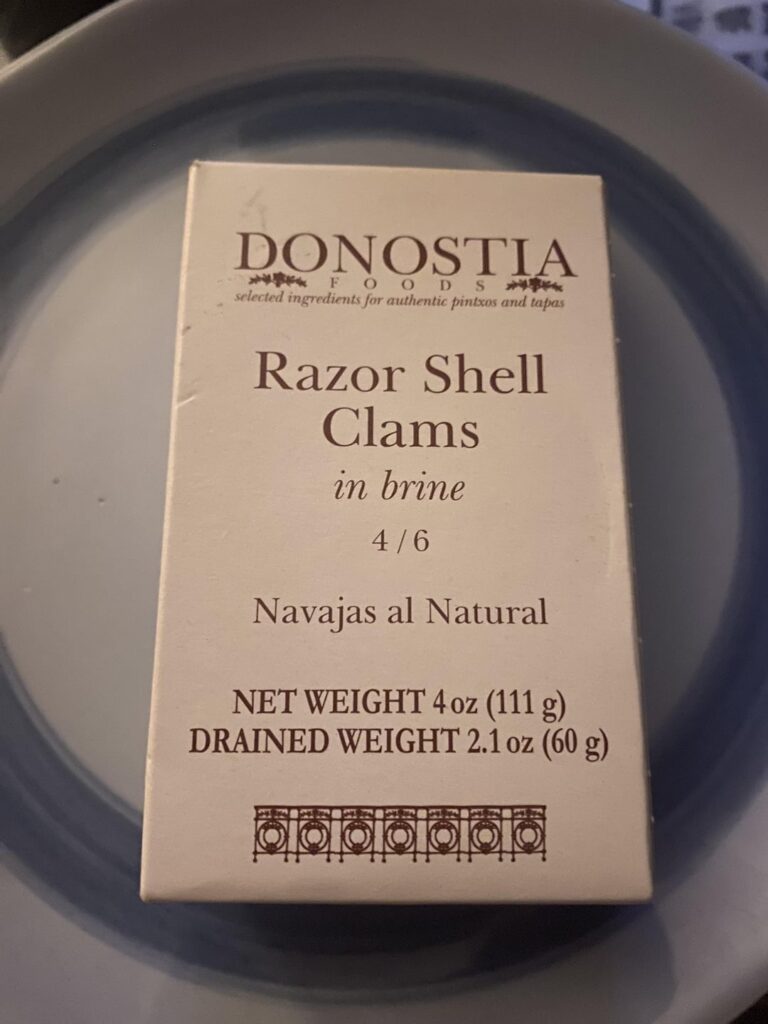 DONOSTIA
FOODS
selected ingredients for authentic pintxos and tapas
Razor Shell
Clams
in brine
4/6
Navajas al Natural
NET WEIGHT 4 oz (111 g)
DRAINED WEIGHT 2.1 oz (60 g)